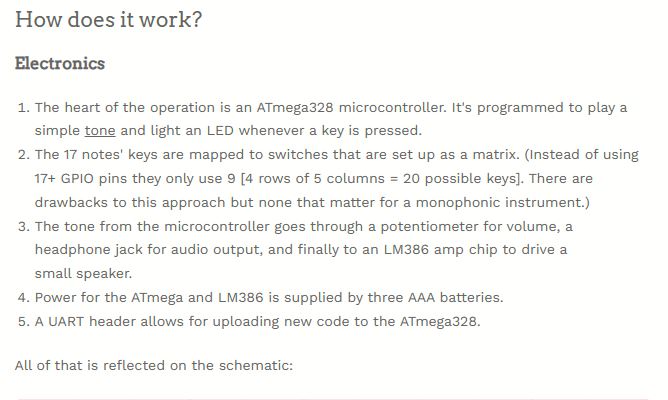 How does it work?
Electronics
1. The heart of the operation is an ATmega328 microcontroller. It's programmed to play a
simple tone and light an LED whenever a key is pressed.
2. The 17 notes' keys are mapped to switches that are set up as a matrix. (Instead of using
17+ GPIO pins they only use 9 [4 rows of 5 columns = 20 possible keys]. There are
drawbacks to this approach but none that matter for a monophonic instrument.)
3. The tone from the microcontroller goes through a potentiometer for volume, a
headphone jack for audio output, and finally to an LM386 amp chip to drive a
small speaker.
4. Power for the ATmega and LM386 is supplied by three AAA batteries.
5. A UART header allows for uploading new code to the ATmega328.
All of that is reflected on the schematic: